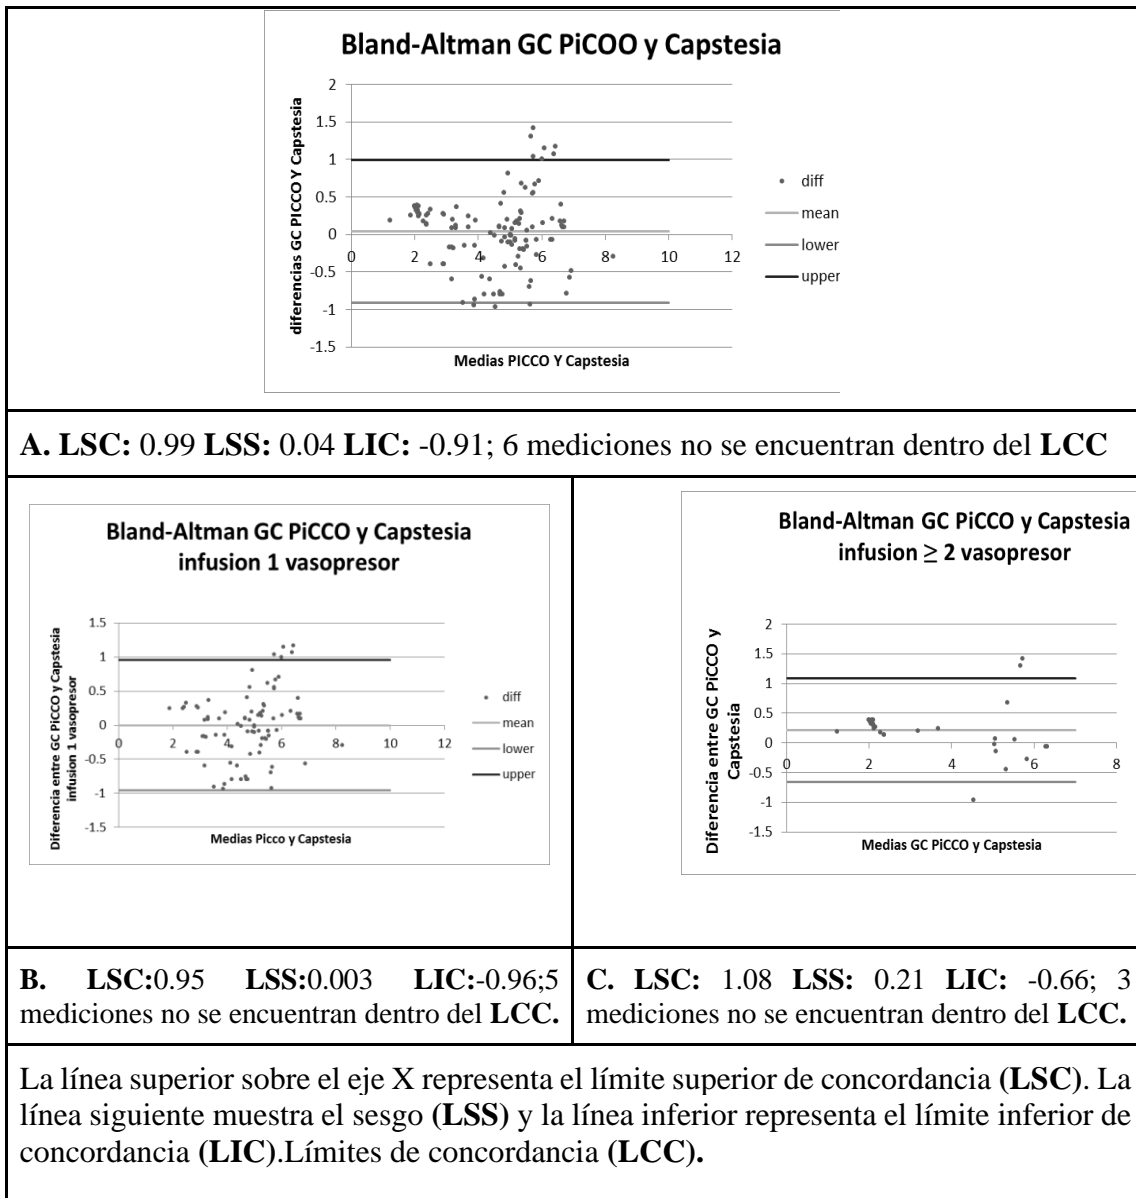 Bland-Altman GC PiCOO y Capstesia
diferencias GC PICCO Y Capstesia
2
1.5
1
0.5
0
-0.5
-1
-1.5
0 2 4 6 8 10 12
Medias PICCO Y Capstesia
diff
mean
lower
upper
A. LSC: 0.99 LSS: 0.04 LIC: -0.91; 6 mediciones no se encuentran dentro del LCC
Bland-Altman GC PiCCO y Capstesia
infusion 1 vasopresor
Diferencia entre GC PiCCO y Capstesia
infusion 1 vasopresor
1.5
1
0.5
0
-0.5
-1
-1.5
0 2 4 6 8 10 12
Medias Picco y Capstesia
diff
mean
lower
upper
Bland-Altman GC PiCCO y Capstesia
infusion ≥ 2 vasopresor
Diferencia entre GC PiCCO y
Capstesia
2
1.5
1
0.5
0
-0.5
-1
-1.5
0 2 4 6 8
Medias GC PiCCO y Capstesia
B. LSC:0.95 LSS:0.003 LIC:-0.96;5
mediciones no se encuentran dentro del LCC.
C. LSC: 1.08 LSS: 0.21 LIC: -0.66; 3
mediciones no se encuentran dentro del LCC.
La línea superior sobre el eje X representa el límite superior de concordancia (LSC). La
línea siguiente muestra el sesgo (LSS) y la línea inferior representa el límite inferior de
concordancia (LIC).Límites de concordancia (LCC).